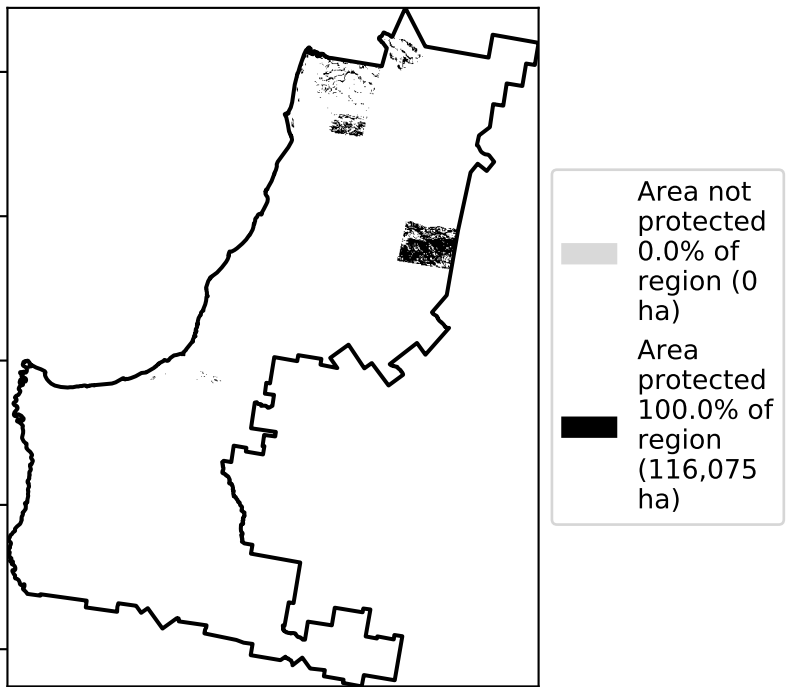 Area not
protected
0.0% of
region (0
ha)
Area
protected
100.0% of
region
(116,075
ha)